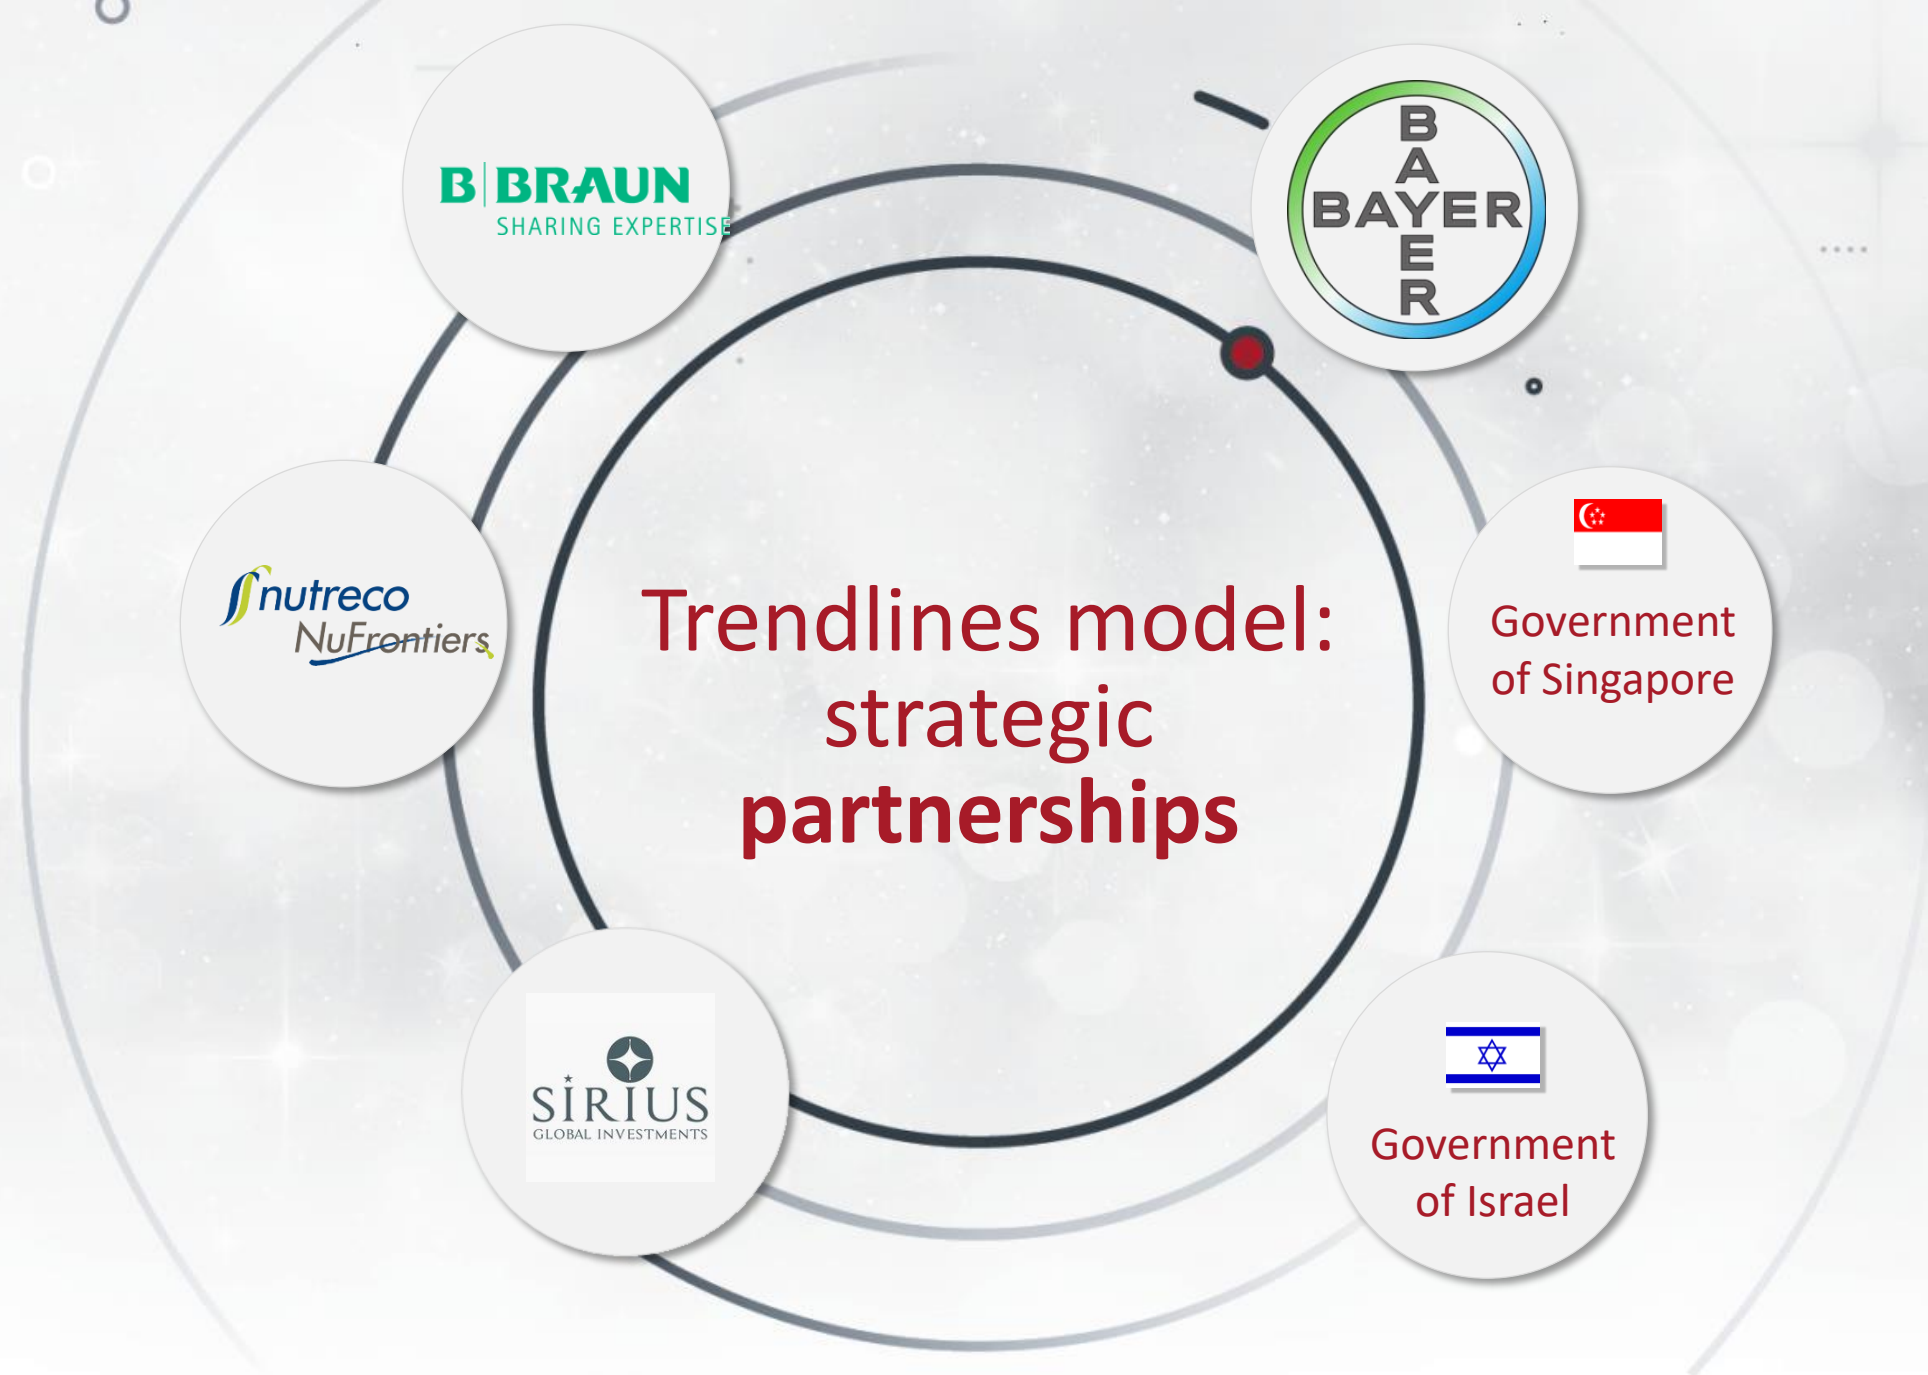 B|BRAUN
SHARING EXPERTISE
BAYER
BAYER
nutreco
NuFrontiers
Trendlines model:
strategic
partnerships
Government
of Singapore
SIRIUS
GLOBAL INVESTMENTS
Government
of Israel